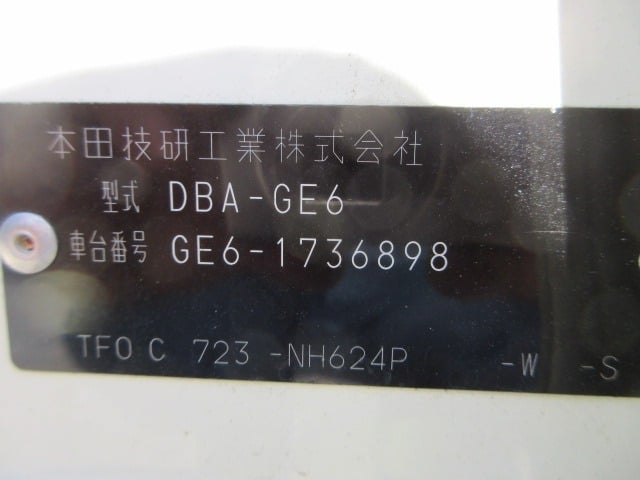 本田技研工業株式会社
型式 DBA-GE6
車台番号 GE6-1736898
TF0 C 723 -NH624P -W -S